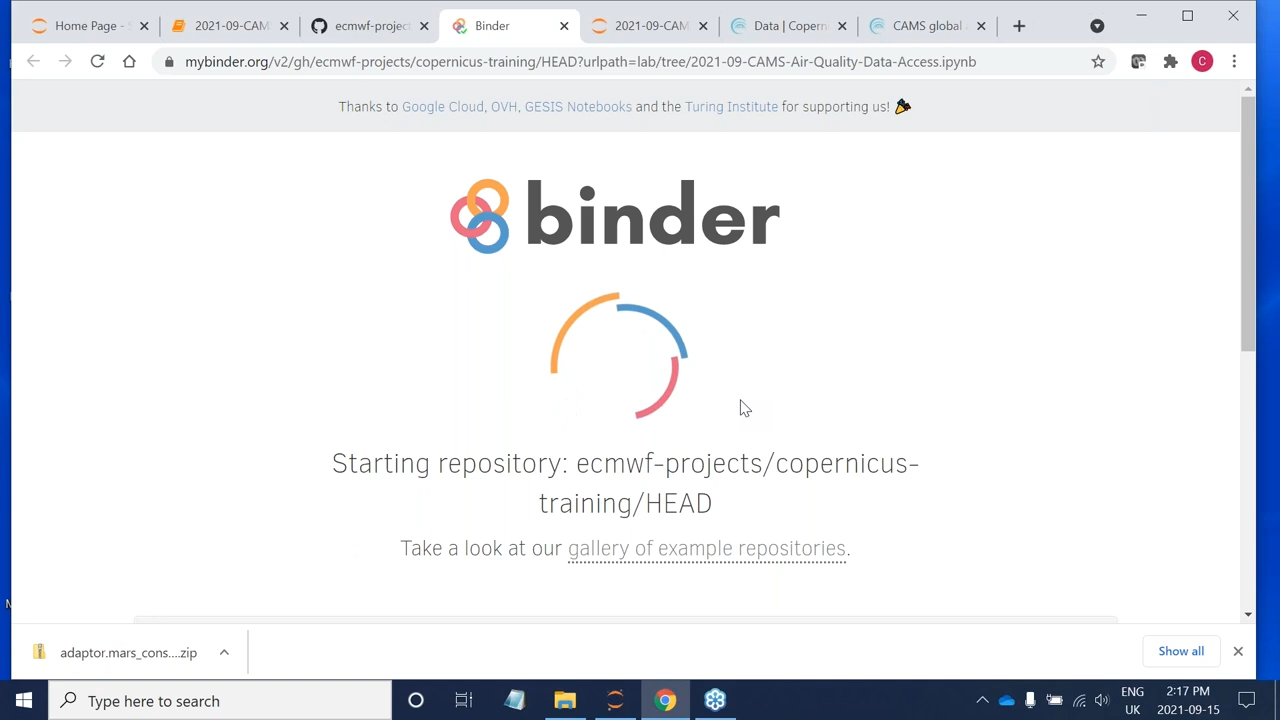 Home Page -
2021-09-CAM
ecmwf-project
Binder
2021-09-CAM
Data | Copern
CAMS global
mybinder.org/v2/gh/ecmwf-projects/copernicus-training/HEAD?urlpath=lab/tree/2021-09-CAMS-Air-Quality-Data-Access.ipynb
C
Thanks to Google Cloud, OVH, GESIS Notebooks and the Turing Institute for supporting us!
binder
Starting repository: ecmwf-projects/copernicus-
training/HEAD
Take a look at our gallery of example repositories.
adaptor.mars_cons....zip
Show all
Type here to search
ENG
UK
2:17 PM
2021-09-15